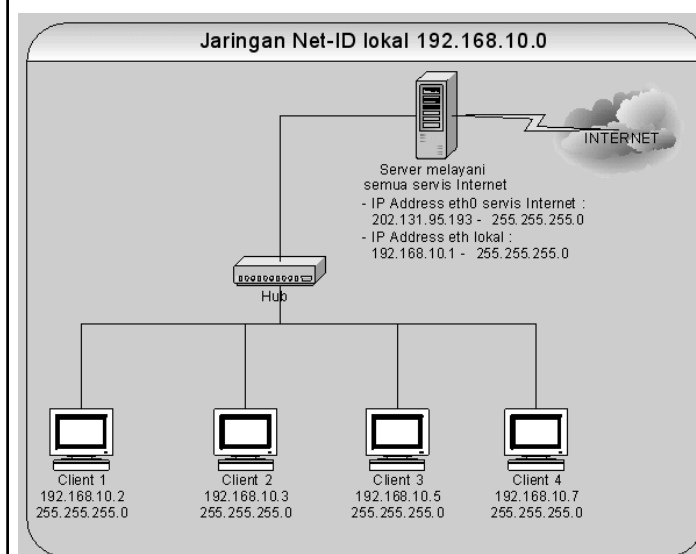 Jaringan Net-ID lokal 192.168.10.0
INTERNET
Server melayani
semua servis Internet
- IP Address eth0 servis Internet :
202.131.95.193 - 255.255.255.0
- IP Address eth lokal :
192.168.10.1 - 255.255.255.0
Hub
Client 1
192.168.10.2
255.255.255.0
Client 2
192.168.10.3
255.255.255.0
Client 3
192.168.10.5
255.255.255.0
Client 4
192.168.10.7
255.255.255.0